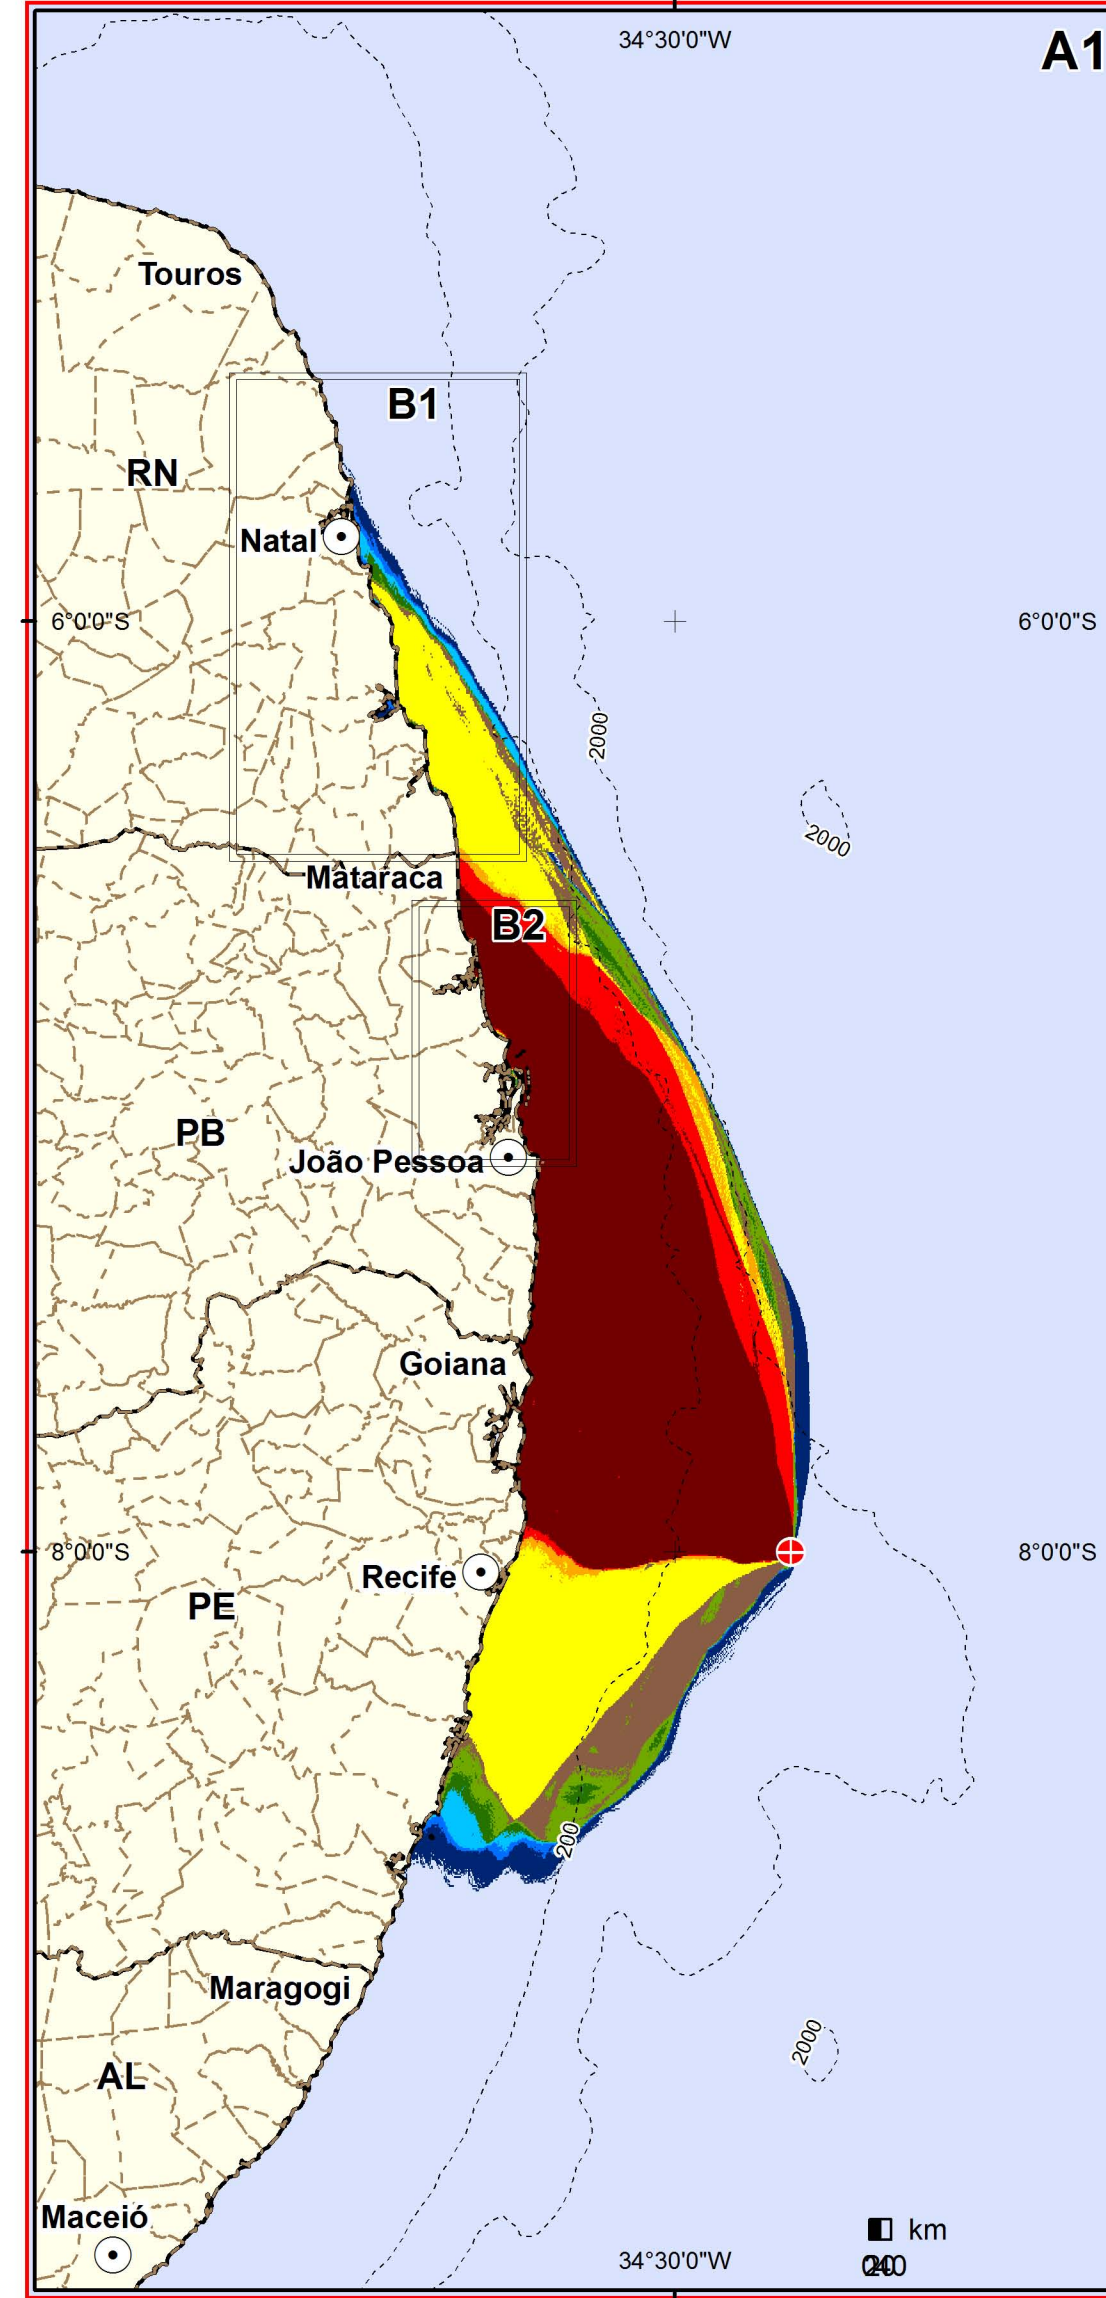 34°30'0"W
A1
Touros
B1
RN
Natal
6°0'0"S
6°0'0"S
2000
2000
Mataraca
B2
PB
João Pessoa
Goiana
8°0'0"S
8°0'0"S
Recife
PE
200
Maragogi
2000
AL
Maceió
km
34°30'0"W